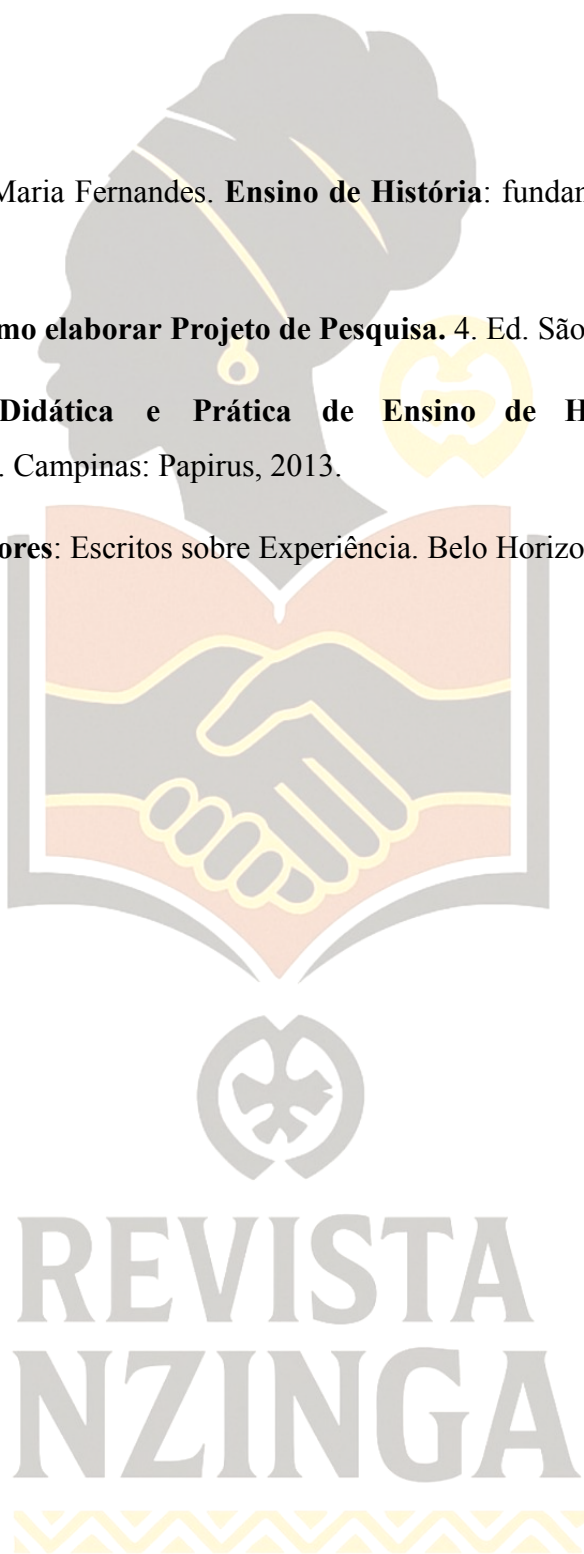 Maria Fernandes. Ensino de História: fundar
mo elaborar Projeto de Pesquisa. 4. Ed. São
Didática e Prática de Ensino de H
. Campinas: Papirus, 2013.
ores: Escritos sobre Experiência. Belo Horizo
REVISTA
NZINGA